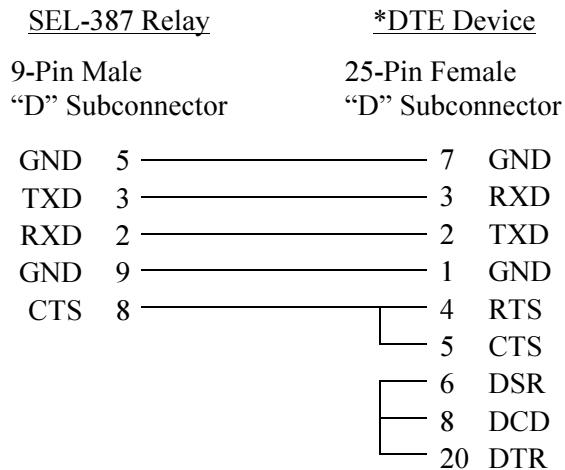 SEL-387 Relay *DTE Device
9-Pin Male 25-Pin Female
“D” Subconnector “D” Subconnector
GND 5 7 GND
TXD 3 3 RXD
RXD 2 2 TXD
GND 9 1 GND
CTS 8 4 RTS
5 CTS
6 DSR
8 DCD
20 DTR